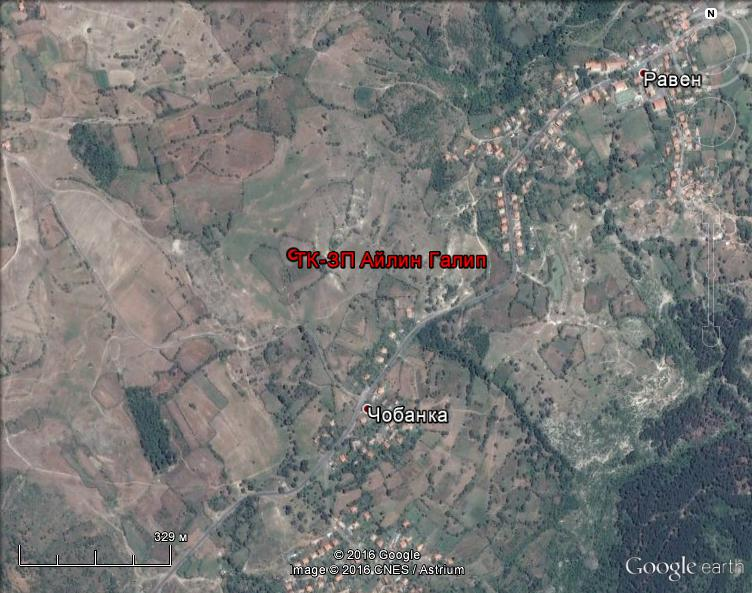 N
Равен
ТК-ЗП Айлин Галип
Чобанка
329 м
© 2016 Google
Image © 2016 CNES / Astrium
Google earth